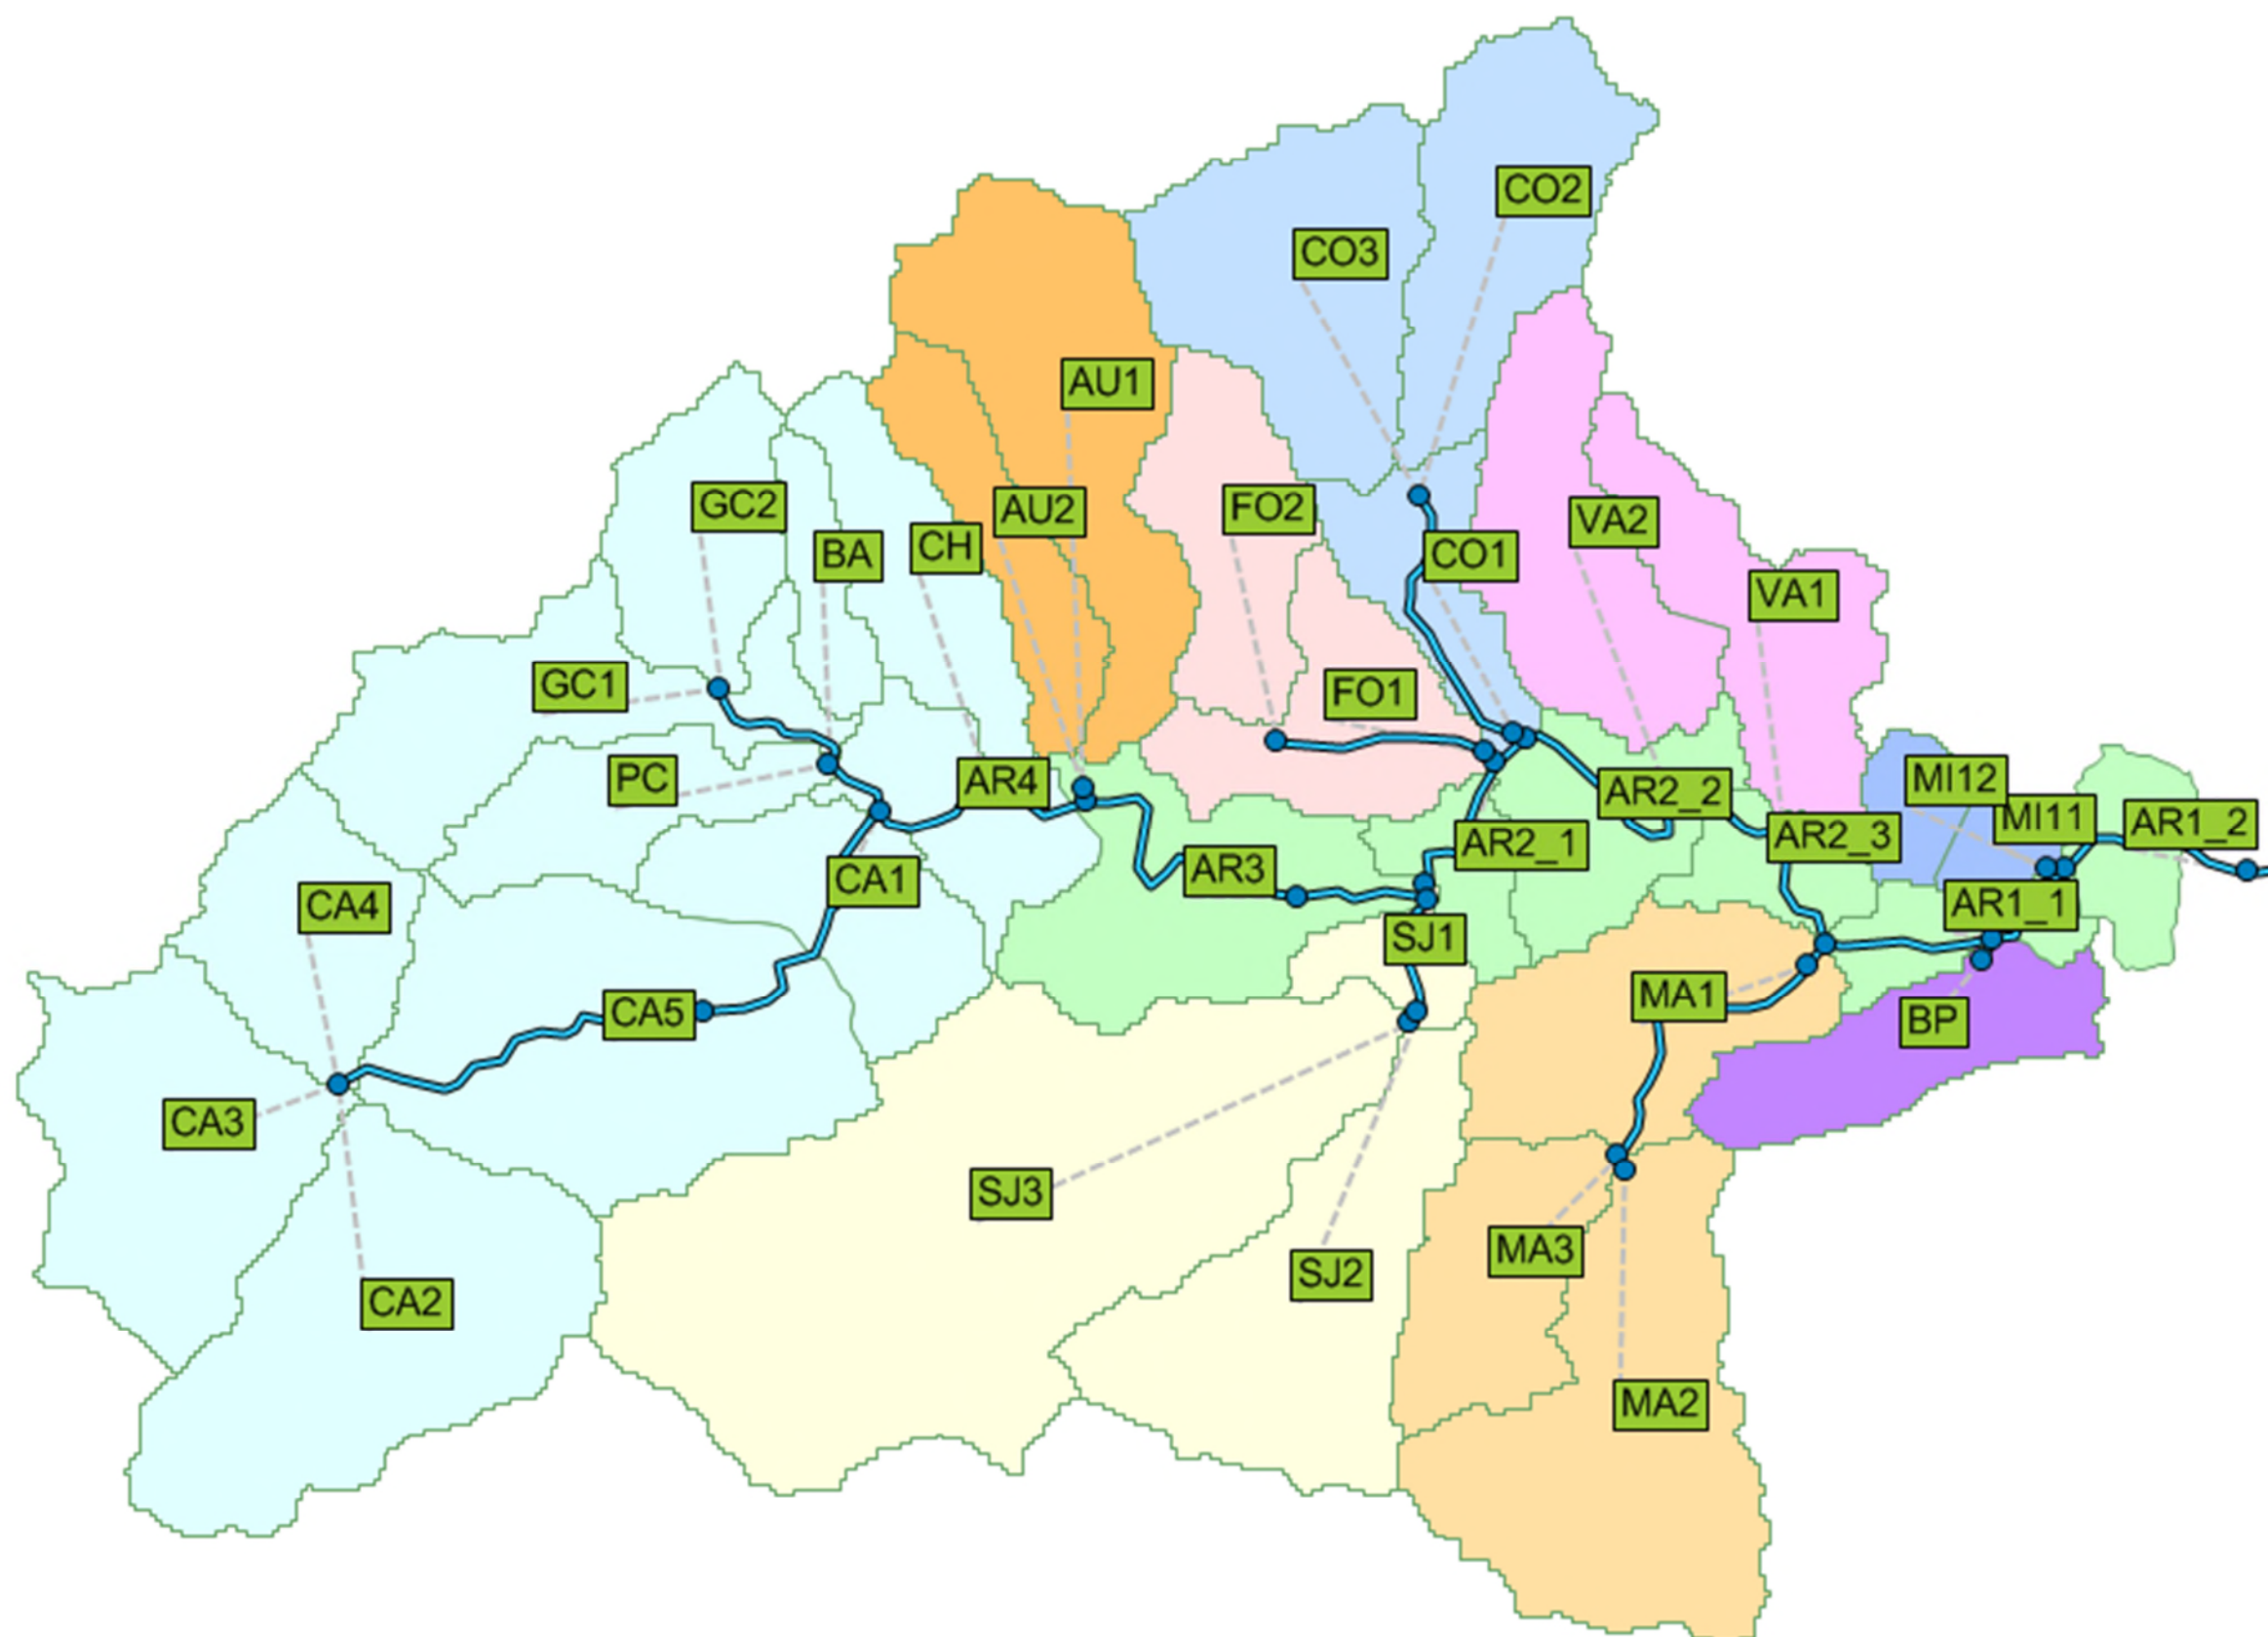 CO2
CO3
AU1
GC2
AU2
FO2
VA2
BA
CH
CO1
VA1
GC1
FO1
PC
AR4
AR2_2
MI12
MI11
AR1_2
AR2_1
AR2_3
CA1
AR3
CA4
AR1_1
SJ1
CA5
MA1
BP
CA3
SJ3
MA3
SJ2
CA2
MA2